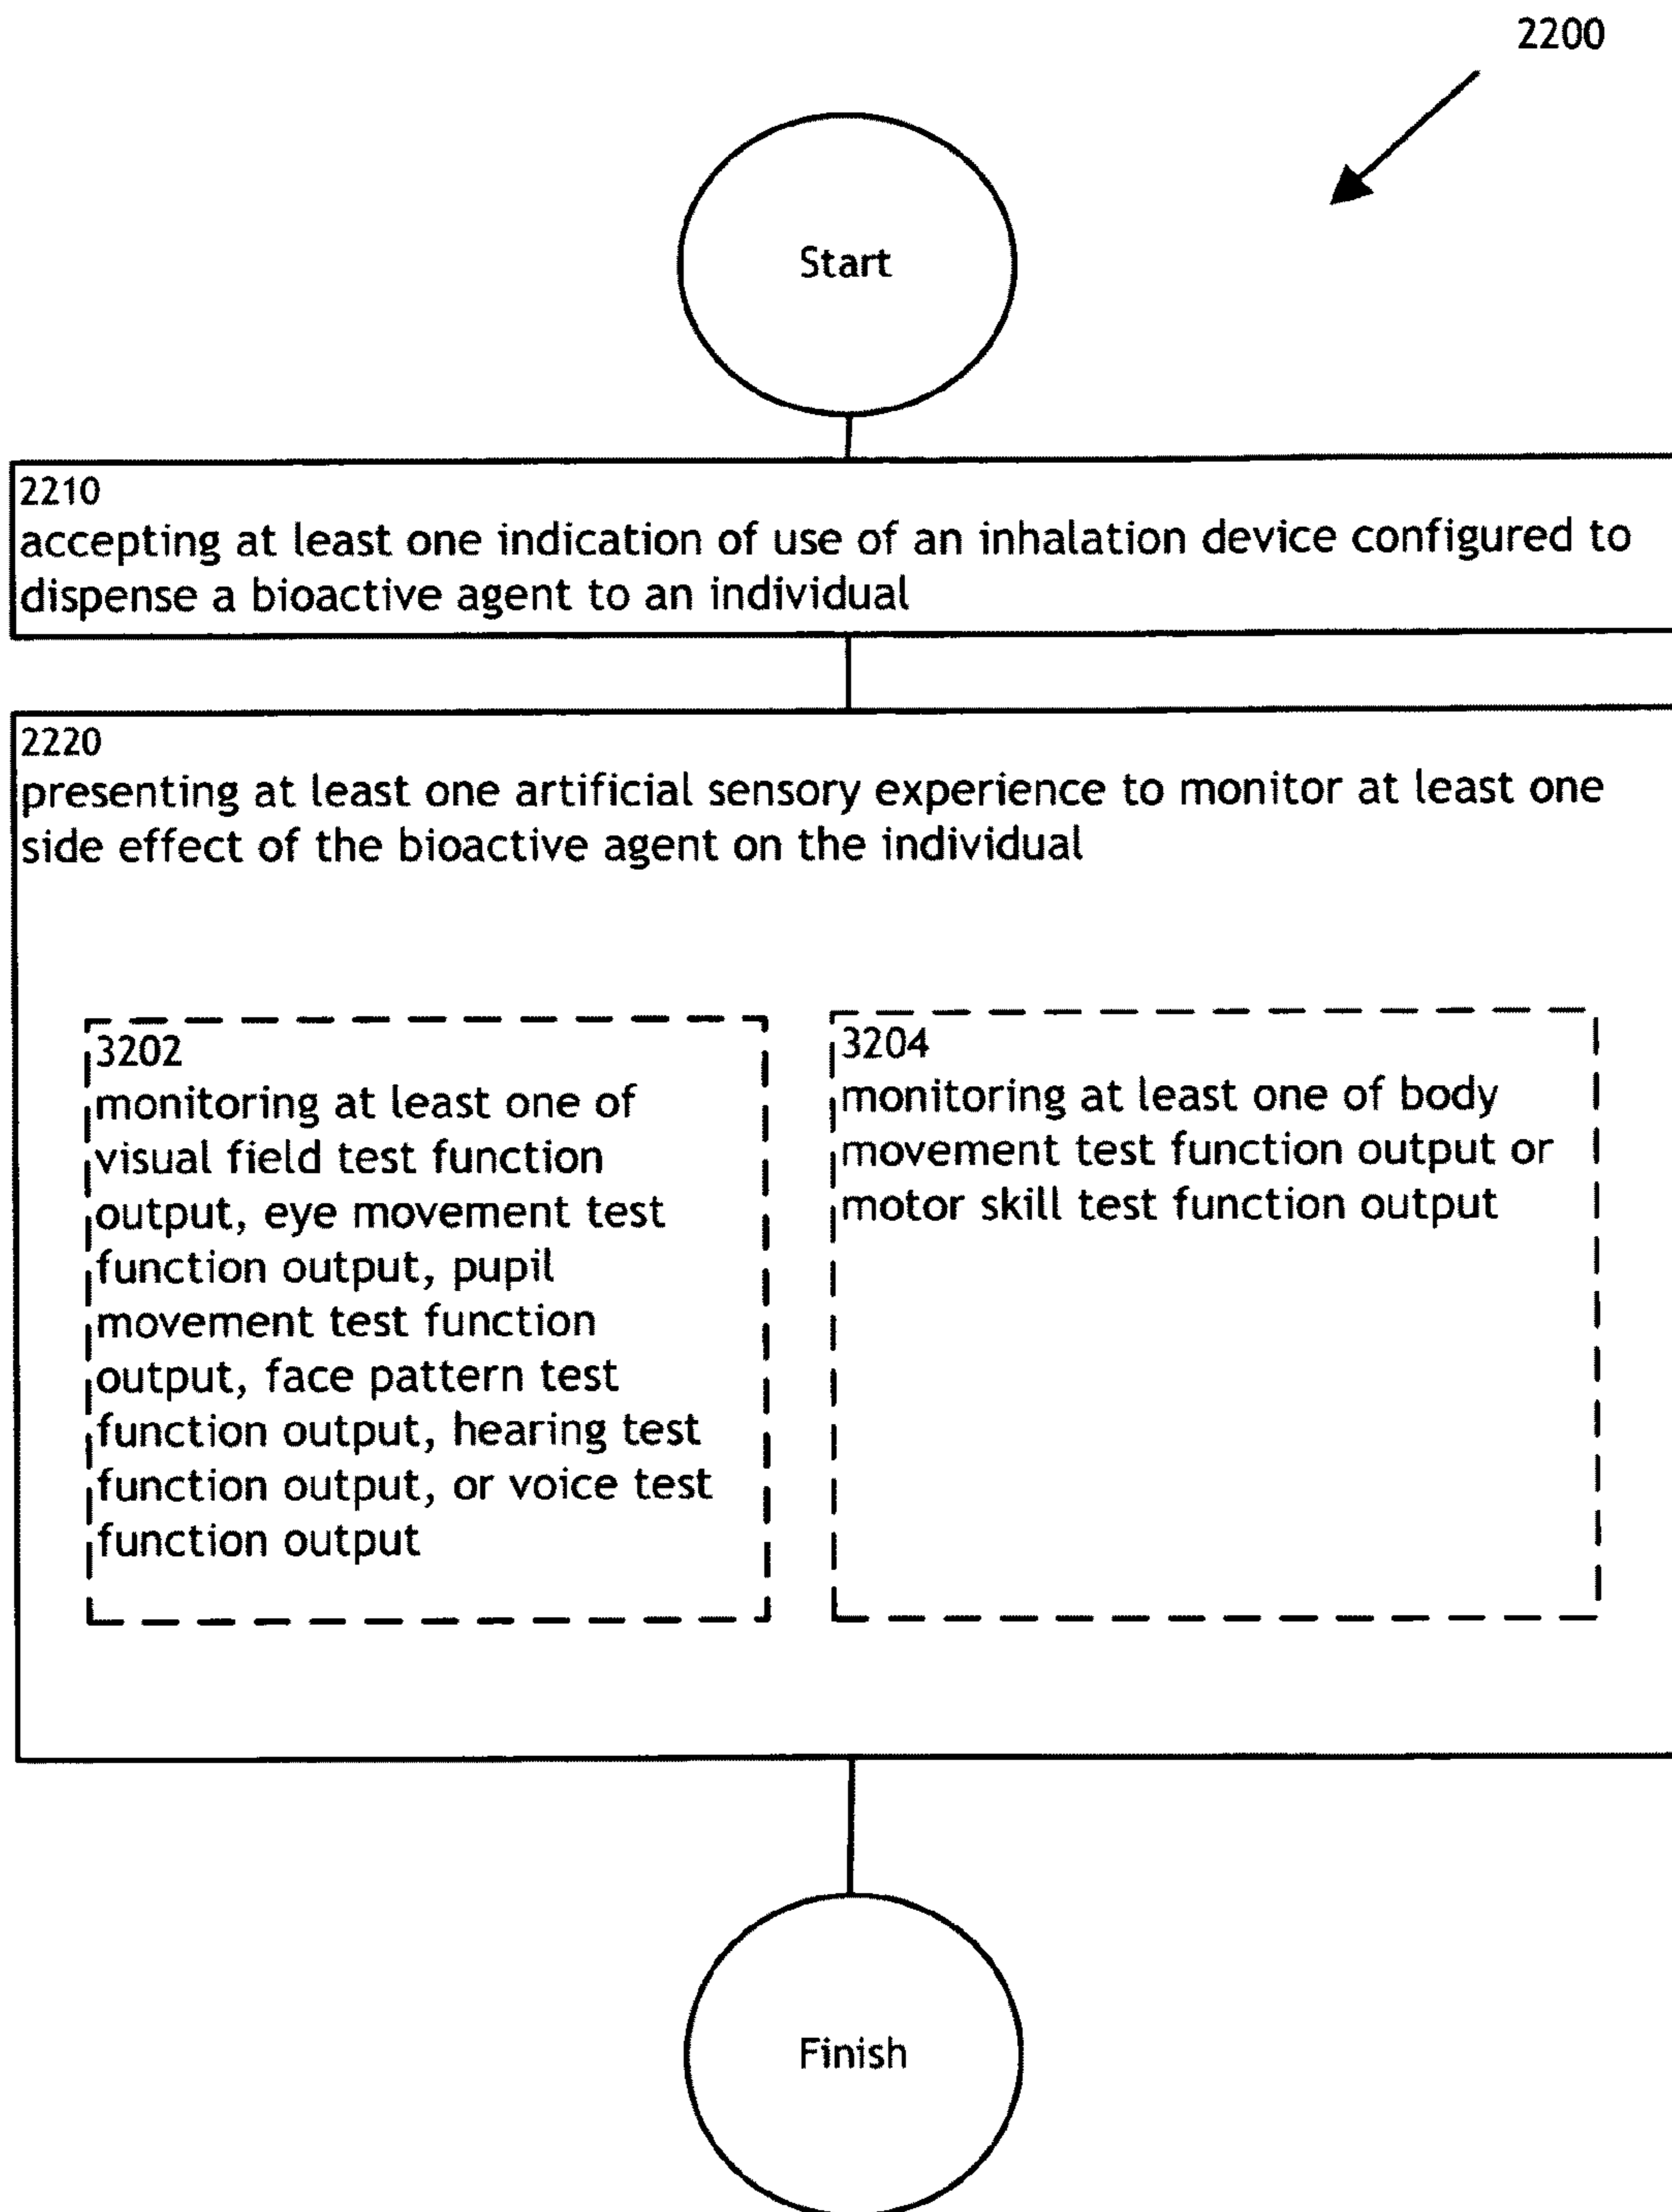 2200
Start
2210
accepting at least one indication of use of an inhalation device configured to
dispense a bioactive agent to an individual
2220
presenting at least one artificial sensory experience to monitor at least one
side effect of the bioactive agent on the individual
3202
monitoring at least one of
visual field test function
output, eye movement test
function output, pupil
movement test function
output, face pattern test
function output, hearing test
function output, or voice test
function output
3204
monitoring at least one of body
movement test function output or
motor skill test function output
Finish